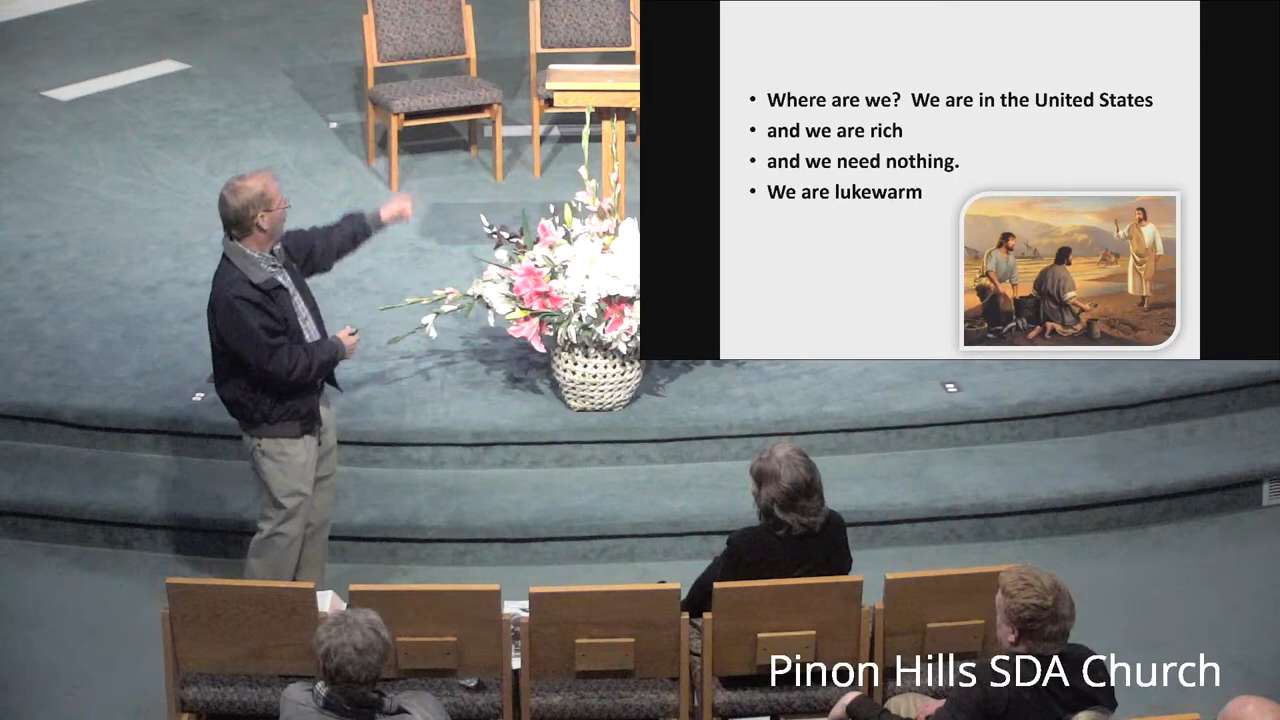 • Where are we?  We are in the United States
• and we are rich
• and we need nothing.
• We are lukewarm
Pinon Hills SDA Church